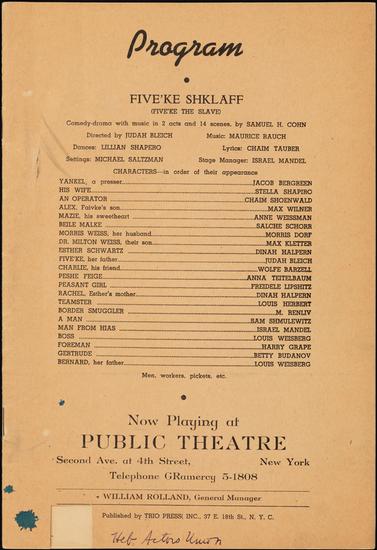 Program
FIVE'KE SHKLAFF
(FIVE'KE THE SLAVE)
Comedy-drama with music in 2 acts and 14 scenes, by SAMUEL H. COHN
Directed by JUDAH BLEICH Music: MAURICE RAUCH
Dances: LILLIAN SHAPERO Lyrics: CHAIM TAUBER
Settings: MICHAEL SALTZMAN Stage Manager: ISRAEL MANDEL
CHARACTERS—in order of their appearance
YANKEL, a presser JACOB BERGREEN
HIS WIFE STELLA SHAPIRO
AN OPERATOR CHAIM SHOENWALD
ALEX, Faivke's son MAX WILNER
MAZIE, his sweetheart ANNE WEISSMAN
BEILE MALKE SALCHE SCHORR
MORRIS WEISS, her husband MORRIS DORF
DR. MILTON WEISS, their son MAX KLETTER
ESTHER SCHWARTZ DINAH HALPERN
FIVE'KE, her father JUDAH BLEICH
CHARLIE, his friend WOLFE BARZELL
PESHE FEIGE ANNA TEITELBAUM
PEASANT GIRL FREIDELE LIPSHITZ
RACHEL, Esther's mother DINAH HALPERN
TEAMSTER LOUIS HERBERT
BORDER SMUGGLER M. RENLIV
A MAN SAM SHMULEWITZ
MAN FROM HIAS ISRAEL MANDEL
BOSS LOUIS WEISBERG
FOREMAN HARRY GRAPE
GERTRUDE BETTY BUDANOV
BERNARD, her father LOUIS WEISBERG
Men, workers, pickets, etc.
Now Playing at
PUBLIC THEATRE
Second Ave. at 4th Street, New York
Telephone GRamercy 5-1808
WILLIAM ROLLAND, General Manager
Published by TRIO PRESS, INC., 37 E. 18th St., N. Y. C.
Heb Actors Union